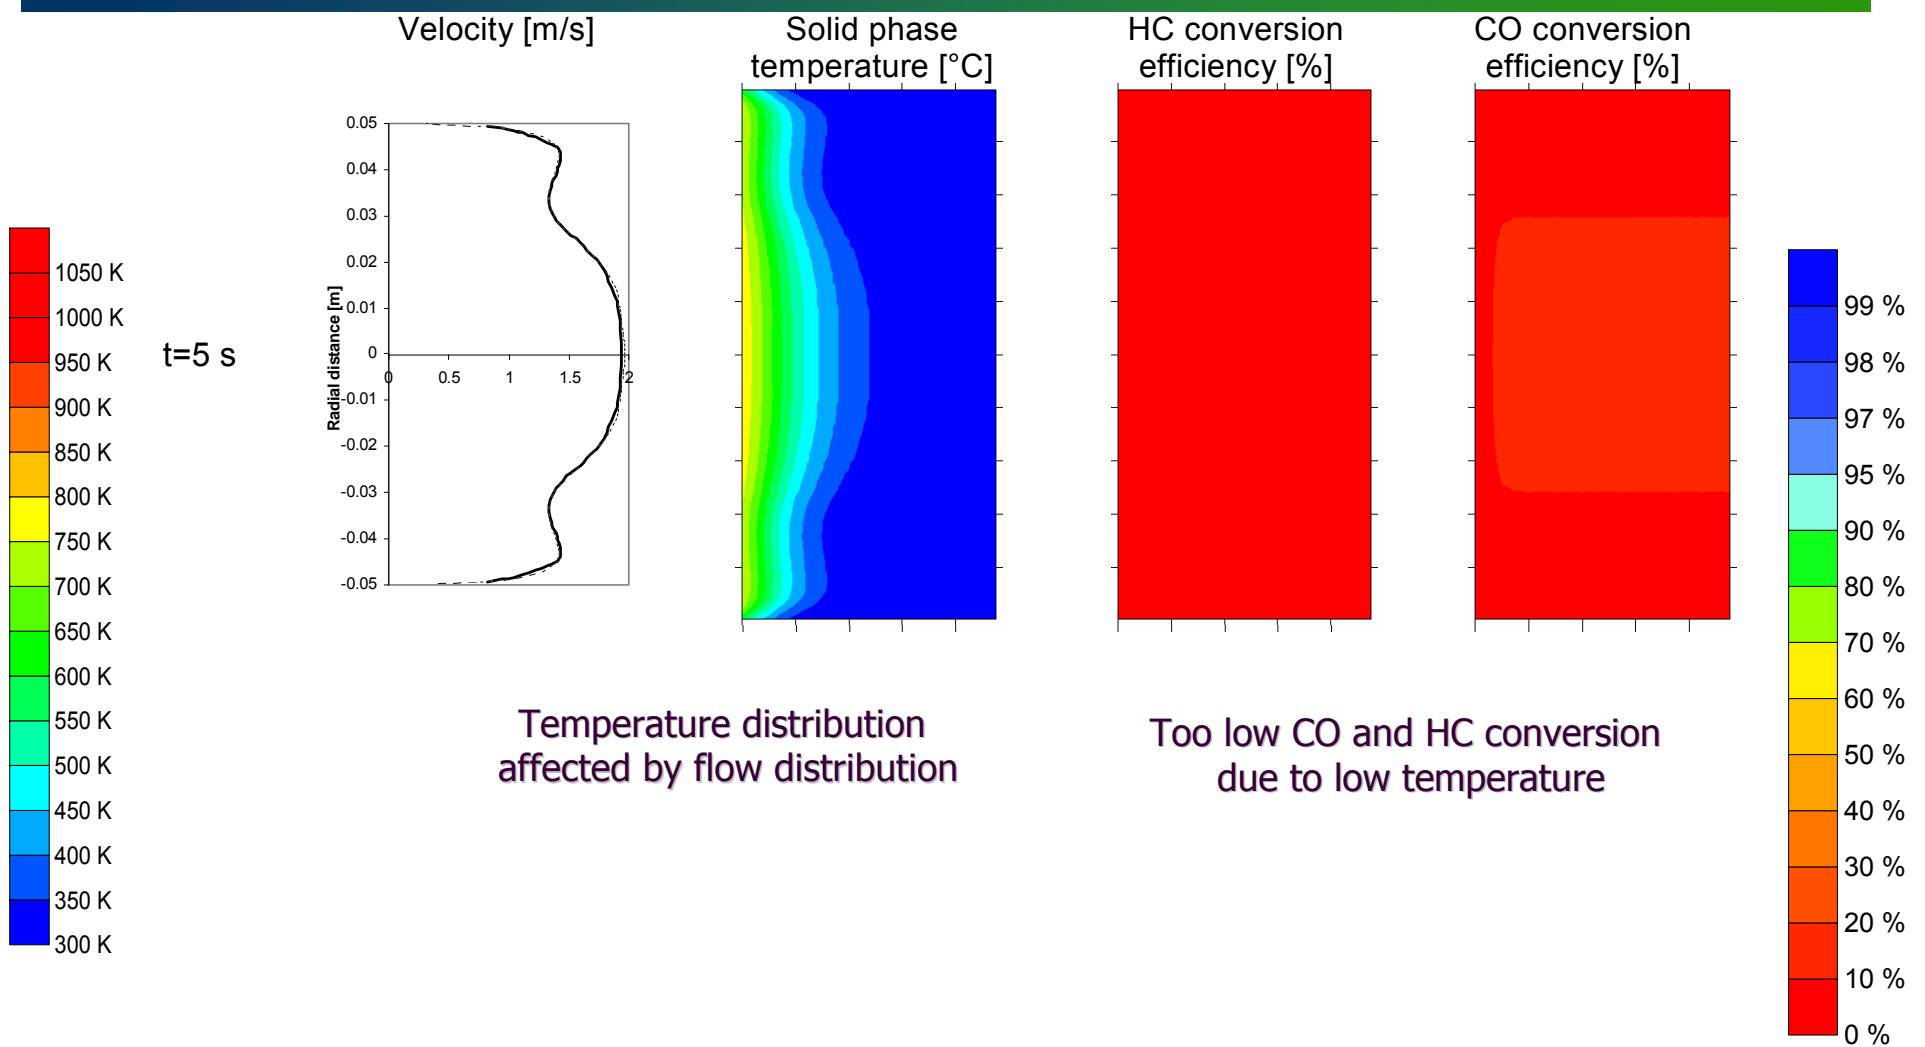 Velocity [m/s]
Solid phase
temperature [°C]
HC conversion
efficiency [%]
CO conversion
efficiency [%]
1050 K
1000 K
950 K
900 K
850 K
800 K
750 K
700 K
650 K
600 K
550 K
500 K
450 K
400 K
350 K
300 K
t=5 s
Radial distance [m]
0.05
0.04
0.03
0.02
0.01
0
-0.01
-0.02
-0.03
-0.04
-0.05
0
0.5
1
1.5
2
99 %
98 %
97 %
95 %
90 %
80 %
70 %
60 %
50 %
40 %
30 %
20 %
10 %
0 %
Temperature distribution
affected by flow distribution
Too low CO and HC conversion
due to low temperature